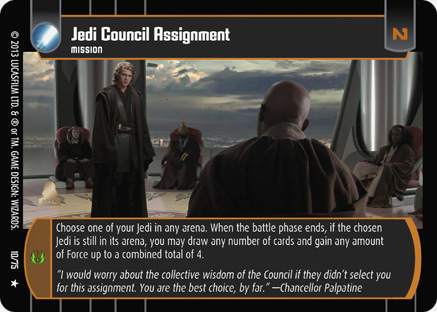 Jedi Council Assignment
MISSION
N
© 2013 LUCASFILM LTD. & ® or TM. GAME DESIGN: WIZARDS.
10/75
Choose one of your Jedi in any arena. When the battle phase ends, if the chosen
Jedi is still in its arena, you may draw any number of cards and gain any amount
of Force up to a combined total of 4.
"I would worry about the collective wisdom of the Council if they didn't select you
for this assignment. You are the best choice, by far." —Chancellor Palpatine